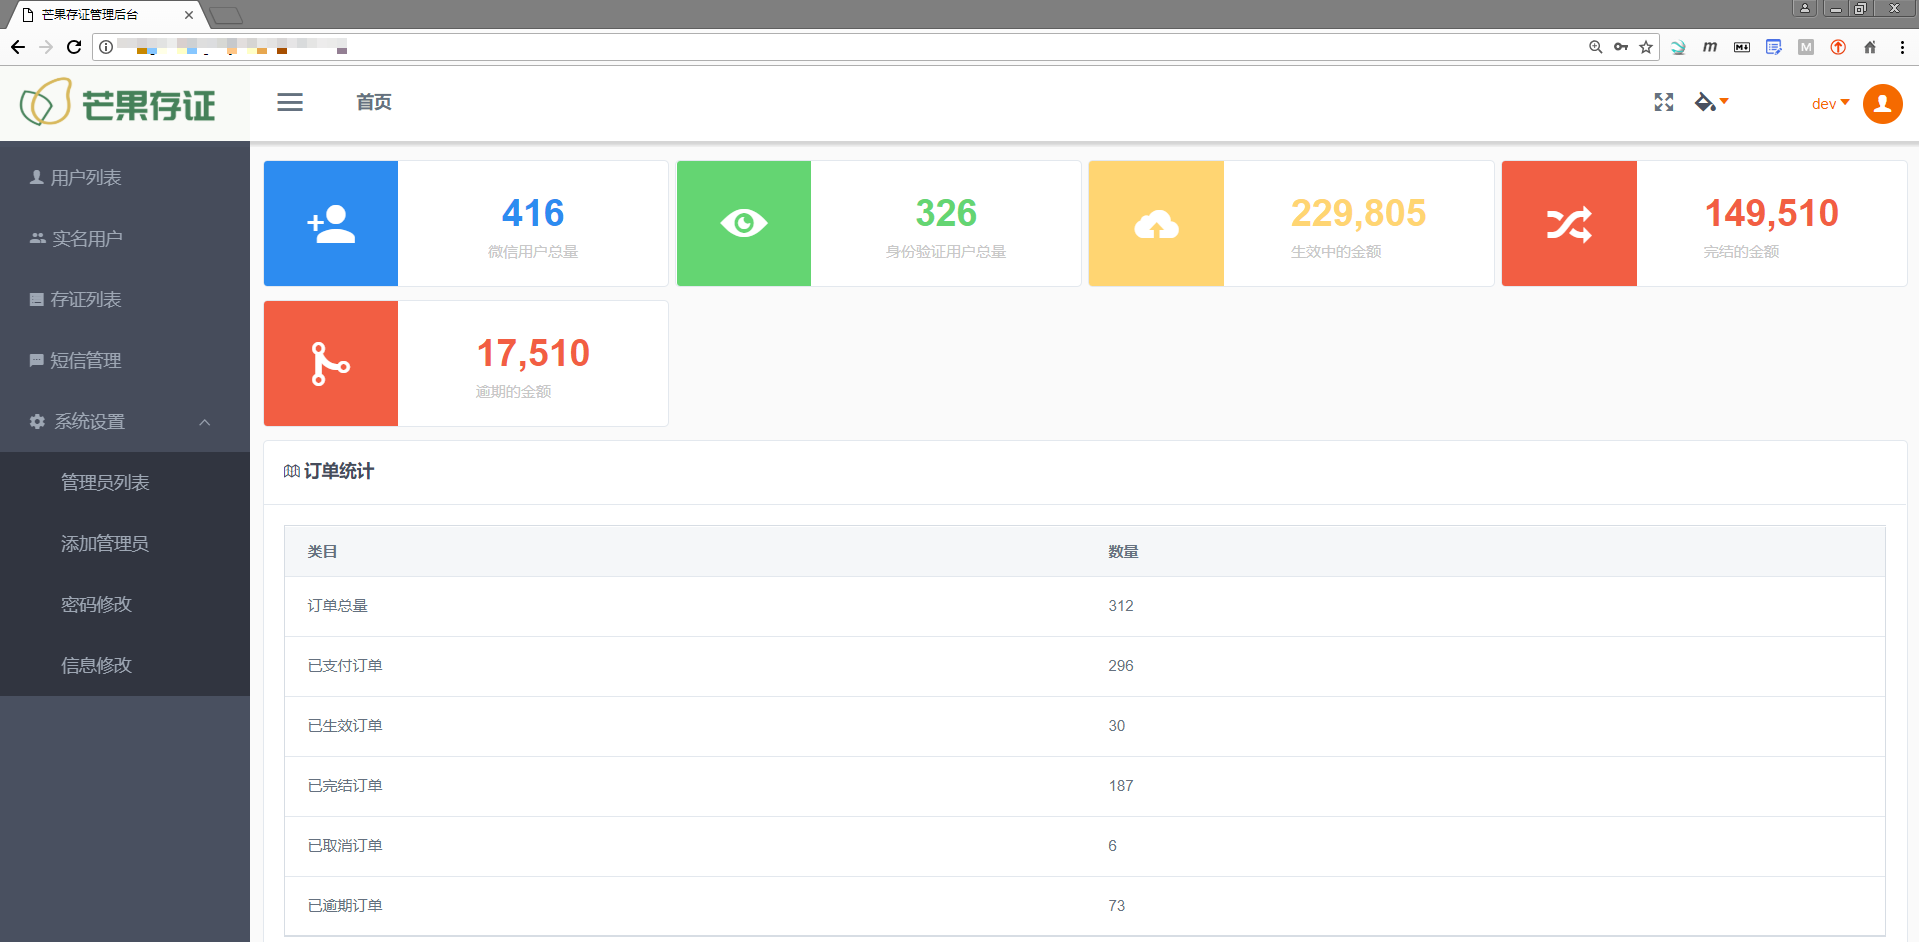 芒果存证管理后台
芒果存证
首页
dev
用户列表
实名用户
存证列表
短信管理
系统设置
管理员列表
添加管理员
密码修改
信息修改
416
微信用户总量
326
身份验证用户总量
229,805
生效中的金额
149,510
完结的金额
17,510
逾期的金额
订单统计
类目 数量
订单总量 312
已支付订单 296
已生效订单 30
已完结订单 187
已取消订单 6
已逾期订单 73